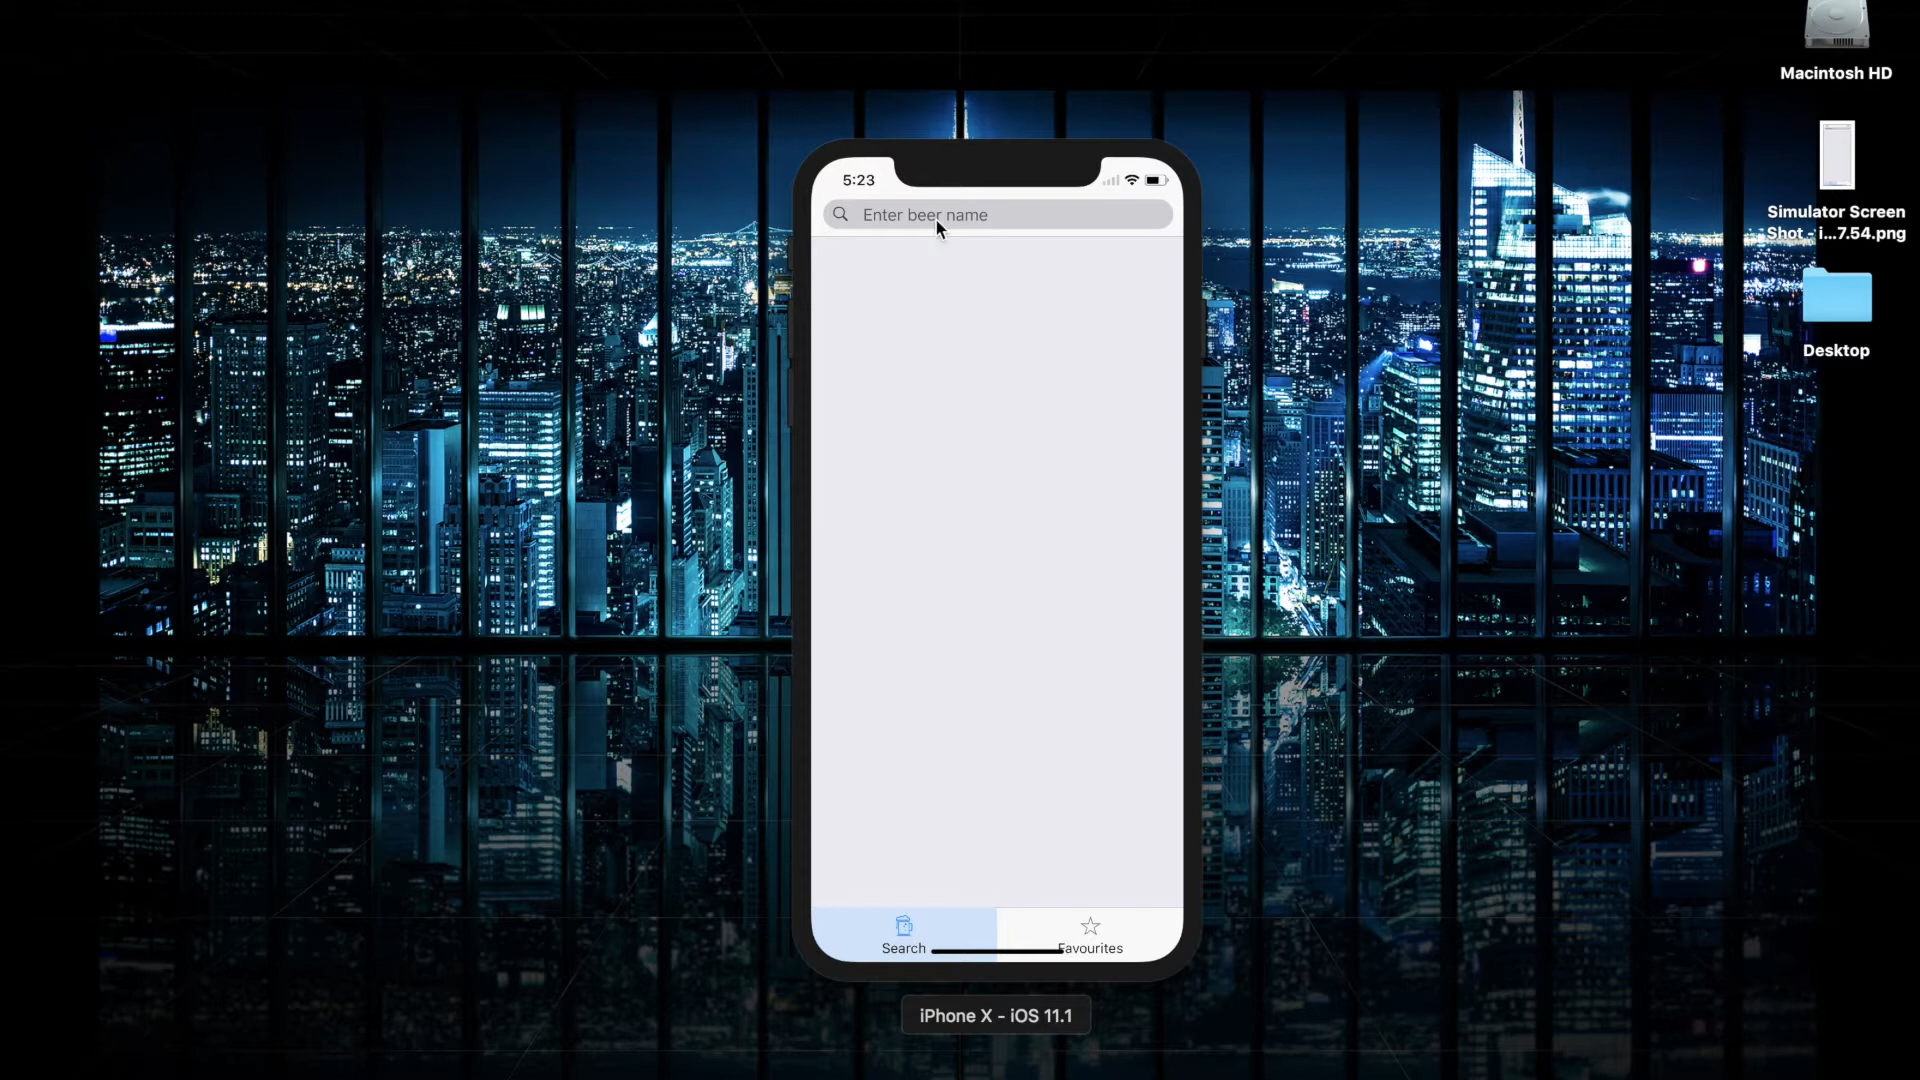 Macintosh HD
5:23
Enter beer name
Simulator Screen
Shot - i...7.54.png
Desktop
Search
Favourites
iPhone X - iOS 11.1